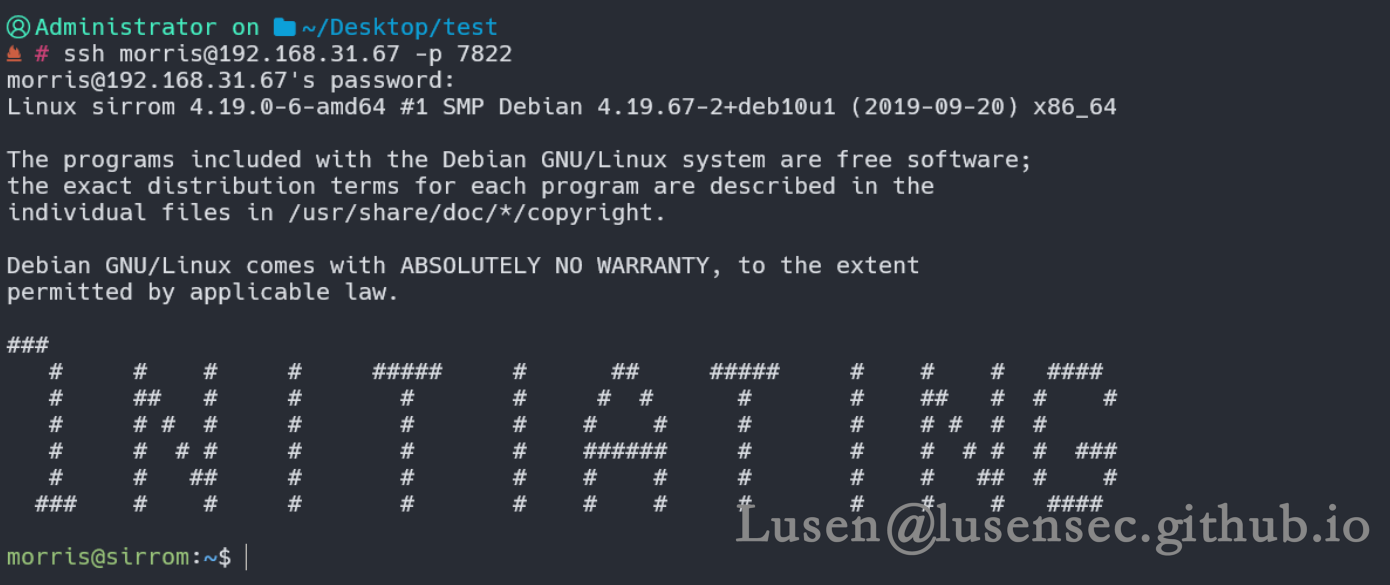 Administrator on ~/Desktop/test
# ssh morris@192.168.31.67 -p 7822
morris@192.168.31.67's password:
Linux sirrom 4.19.0-6-amd64 #1 SMP Debian 4.19.67-2+deb10u1 (2019-09-20) x86_64
The programs included with the Debian GNU/Linux system are free software;
the exact distribution terms for each program are described in the
individual files in /usr/share/doc/*/copyright.
Debian GNU/Linux comes with ABSOLUTELY NO WARRANTY, to the extent
permitted by applicable law.
###
   #     #    #     #     #####     #      ##     #####     #    #    #   ####
   #     ##   #     #       #       #     #  #      #       #    ##   #  #    #
   #     # #  #     #       #       #    #    #     #       #    # #  #  #
   #     #  # #     #       #       #    ######     #       #    #  # #  #  ###
   #     #   ##     #       #       #    #    #     #       #    #   ##  #    #
  ###    #    #     #       #       #    #    #     #       #    #    #   ####
Lusen@lusensec.github.io
morris@sirrom:~$